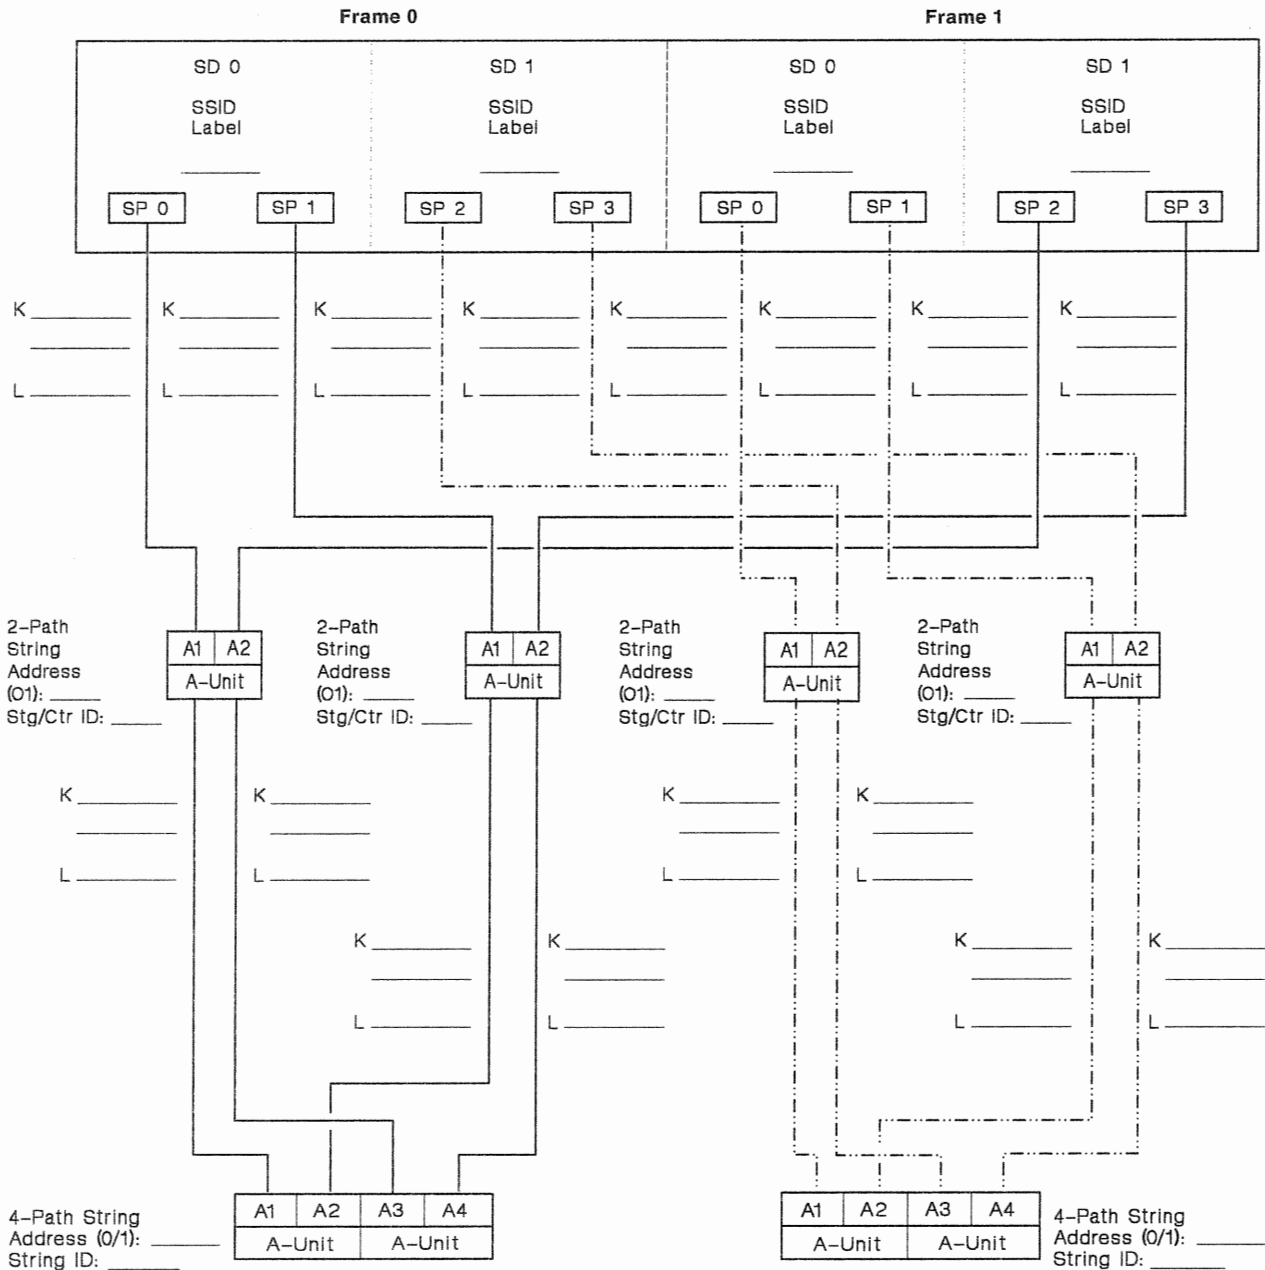 Frame 0 Frame 1
SD 0 SD 1 SD 0 SD 1
SSID SSID SSID SSID
Label Label Label Label
SP 0 SP 1 SP 2 SP 3 SP 0 SP 1 SP 2 SP 3
K K K K K K K K
L L L L L L L L
2-Path 2-Path 2-Path 2-Path
String A1 A2 String A1 A2 String A1 A2 String A1 A2
Address A-Unit Address A-Unit Address A-Unit Address A-Unit
(01): (01): (01): (01):
Stg/Ctr ID: Stg/Ctr ID: Stg/Ctr ID: Stg/Ctr ID:
K K K K
L L L L
K K K K
L L L L
A1 A2 A3 A4 A1 A2 A3 A4
4-Path String 4-Path String
Address (0/1): A-Unit A-Unit A-Unit A-Unit Address (0/1):
String ID: String ID: